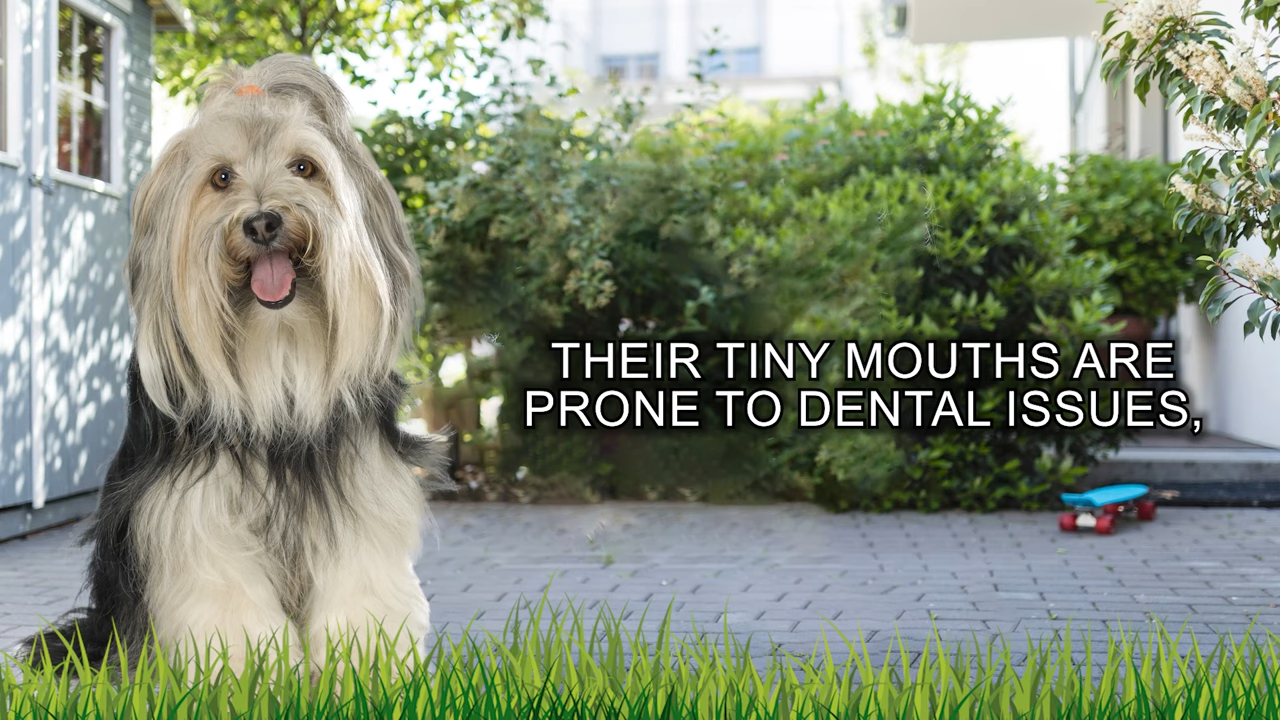 THEIR TINY MOUTHS ARE
PRONE TO DENTAL ISSUES,